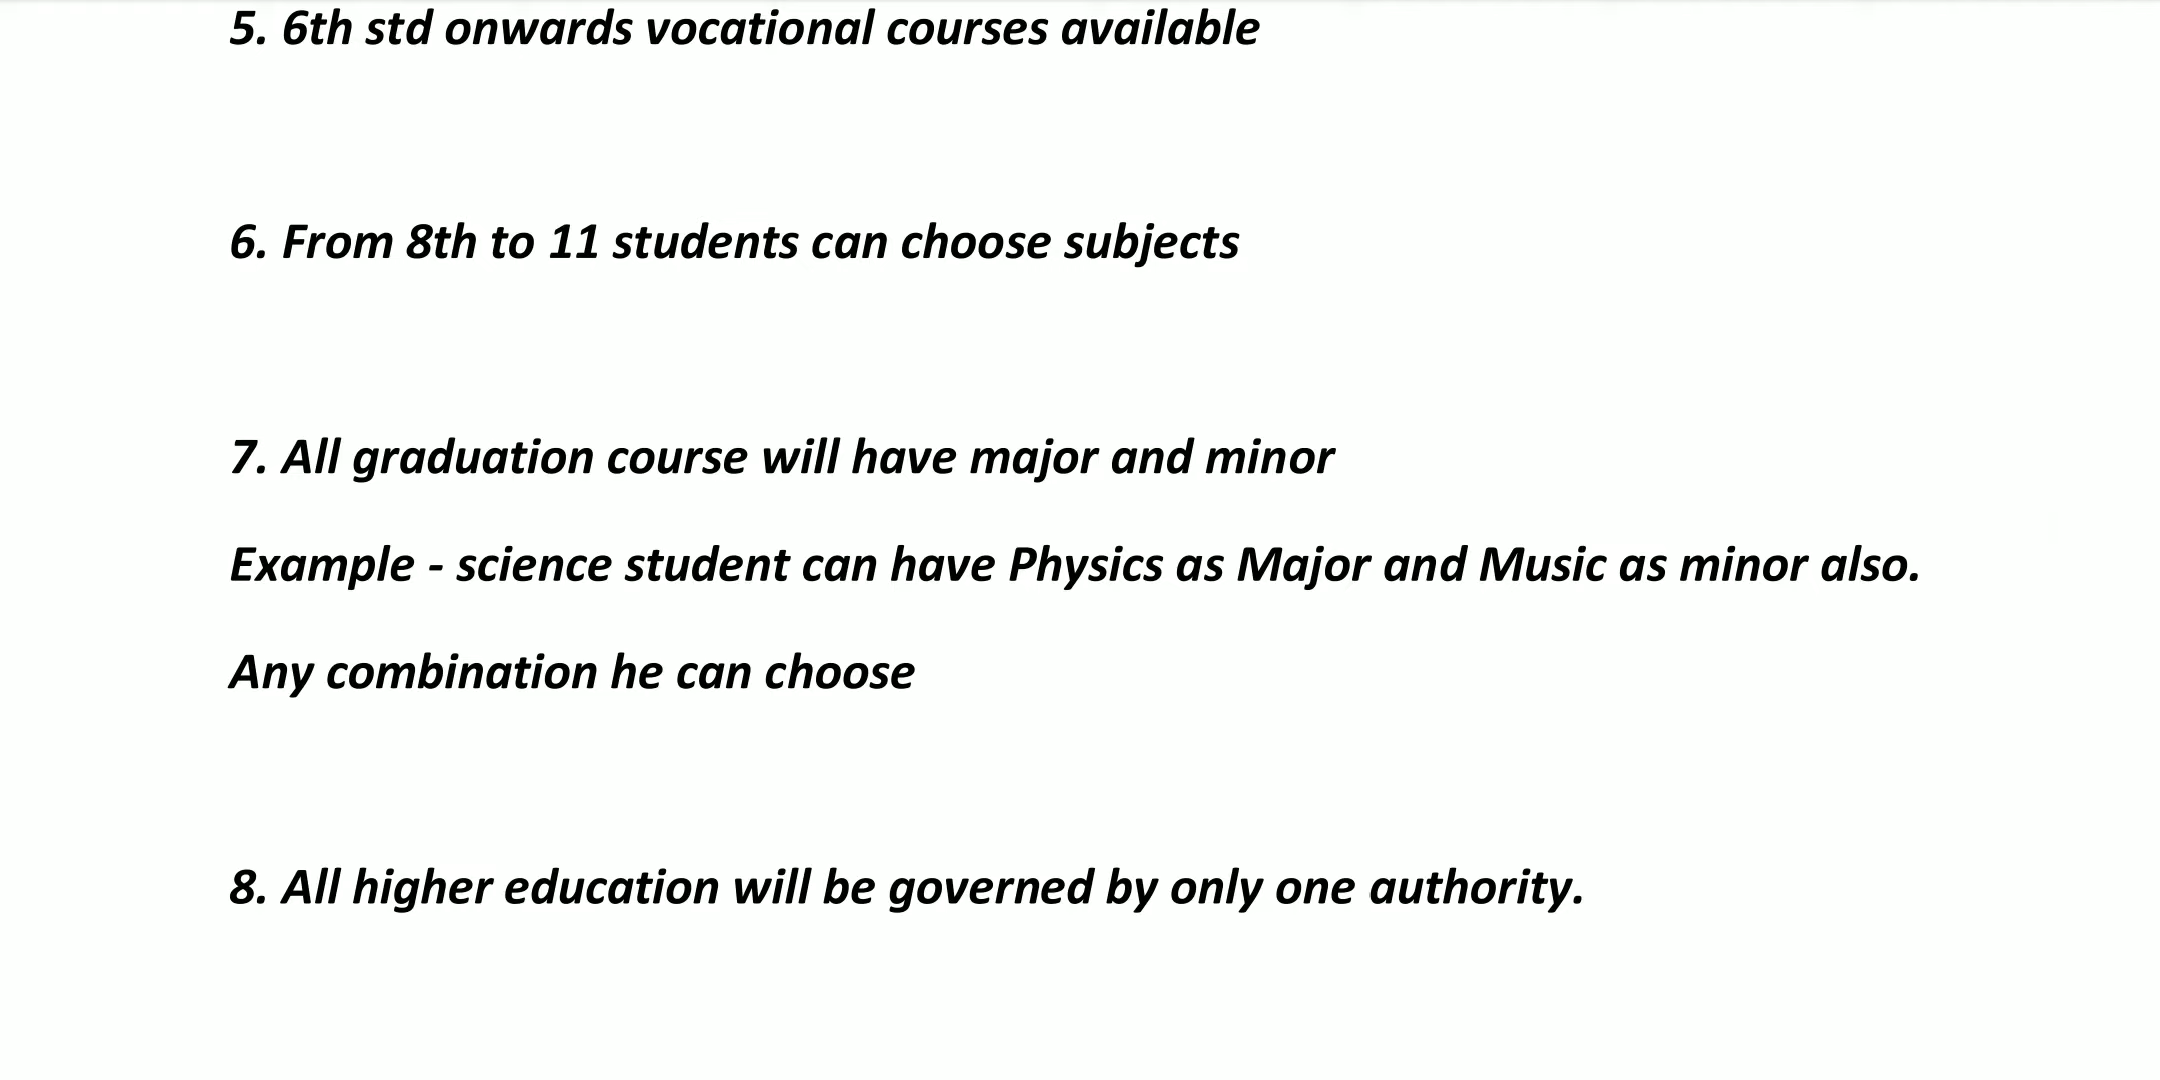 5. 6th std onwards vocational courses available
6. From 8th to 11 students can choose subjects
7. All graduation course will have major and minor
Example - science student can have Physics as Major and Music as minor also.
Any combination he can choose
8. All higher education will be governed by only one authority.